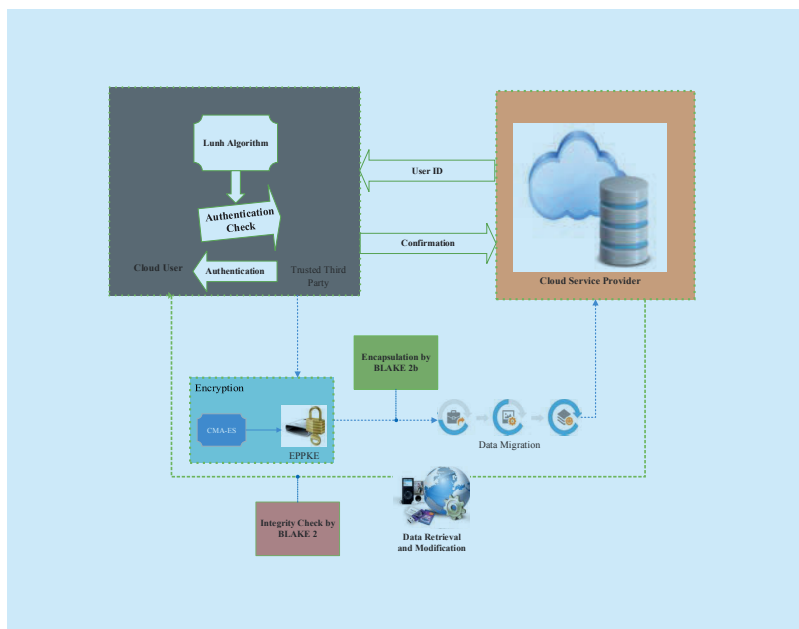 Lunh Algorithm
Authentication
Check
Cloud User
Authentication
Trusted Third
Party
User ID
Confirmation
Cloud Service Provider
Encapsulation by
BLAKE 2b
Encryption
CMA-ES
EPPKE
Data Migration
Integrity Check by
BLAKE 2
Data Retrieval
and Modification